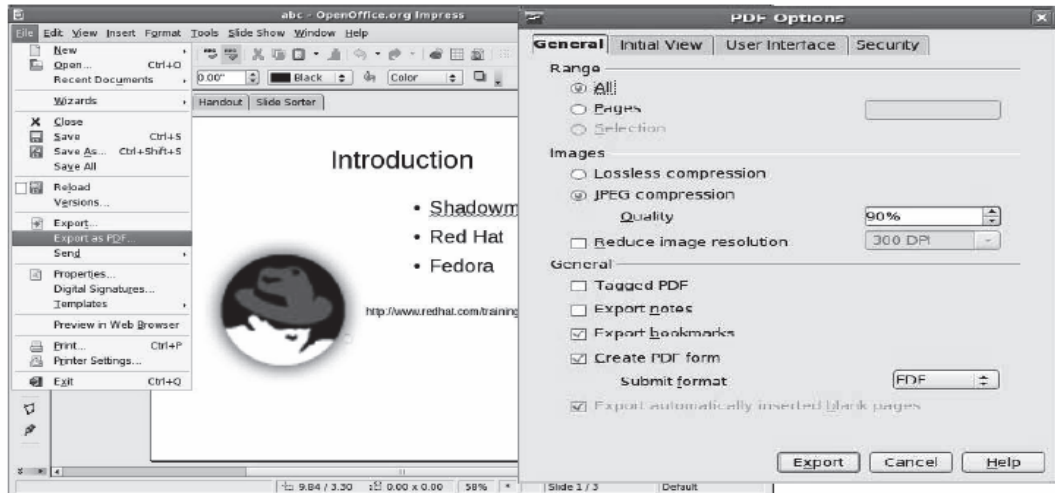 abc - OpenOffice.org Impress
File Edit View Insert Format Tools Slide Show Window Help
New
Open... Ctrl+O
Recent Documents
Wizards
Close
Save Ctrl+S
Save As... Ctrl+Shift+S
Save All
Reload
Versions...
Export...
Export as PDF...
Send
Properties...
Digital Signatures...
Templates
Preview in Web Browser
Print... Ctrl+P
Printer Settings...
Exit Ctrl+Q
0.00" Black Color
Handout Slide Sorter
Introduction
• Shadowm
• Red Hat
• Fedora
http://www.redhat.com/training
9.84 / 3.30 0.00 x 0.00 58% * Slide 1 / 3 Default
PDF Options
General Initial View User Interface Security
Range
All
Pages
Selection
Images
Lossless compression
JPEG compression
Quality 90%
Reduce image resolution 300 DPI
General
Tagged PDF
Export notes
Export bookmarks
Create PDF form
Submit format FDF
Export automatically inserted blank pages
Export Cancel Help